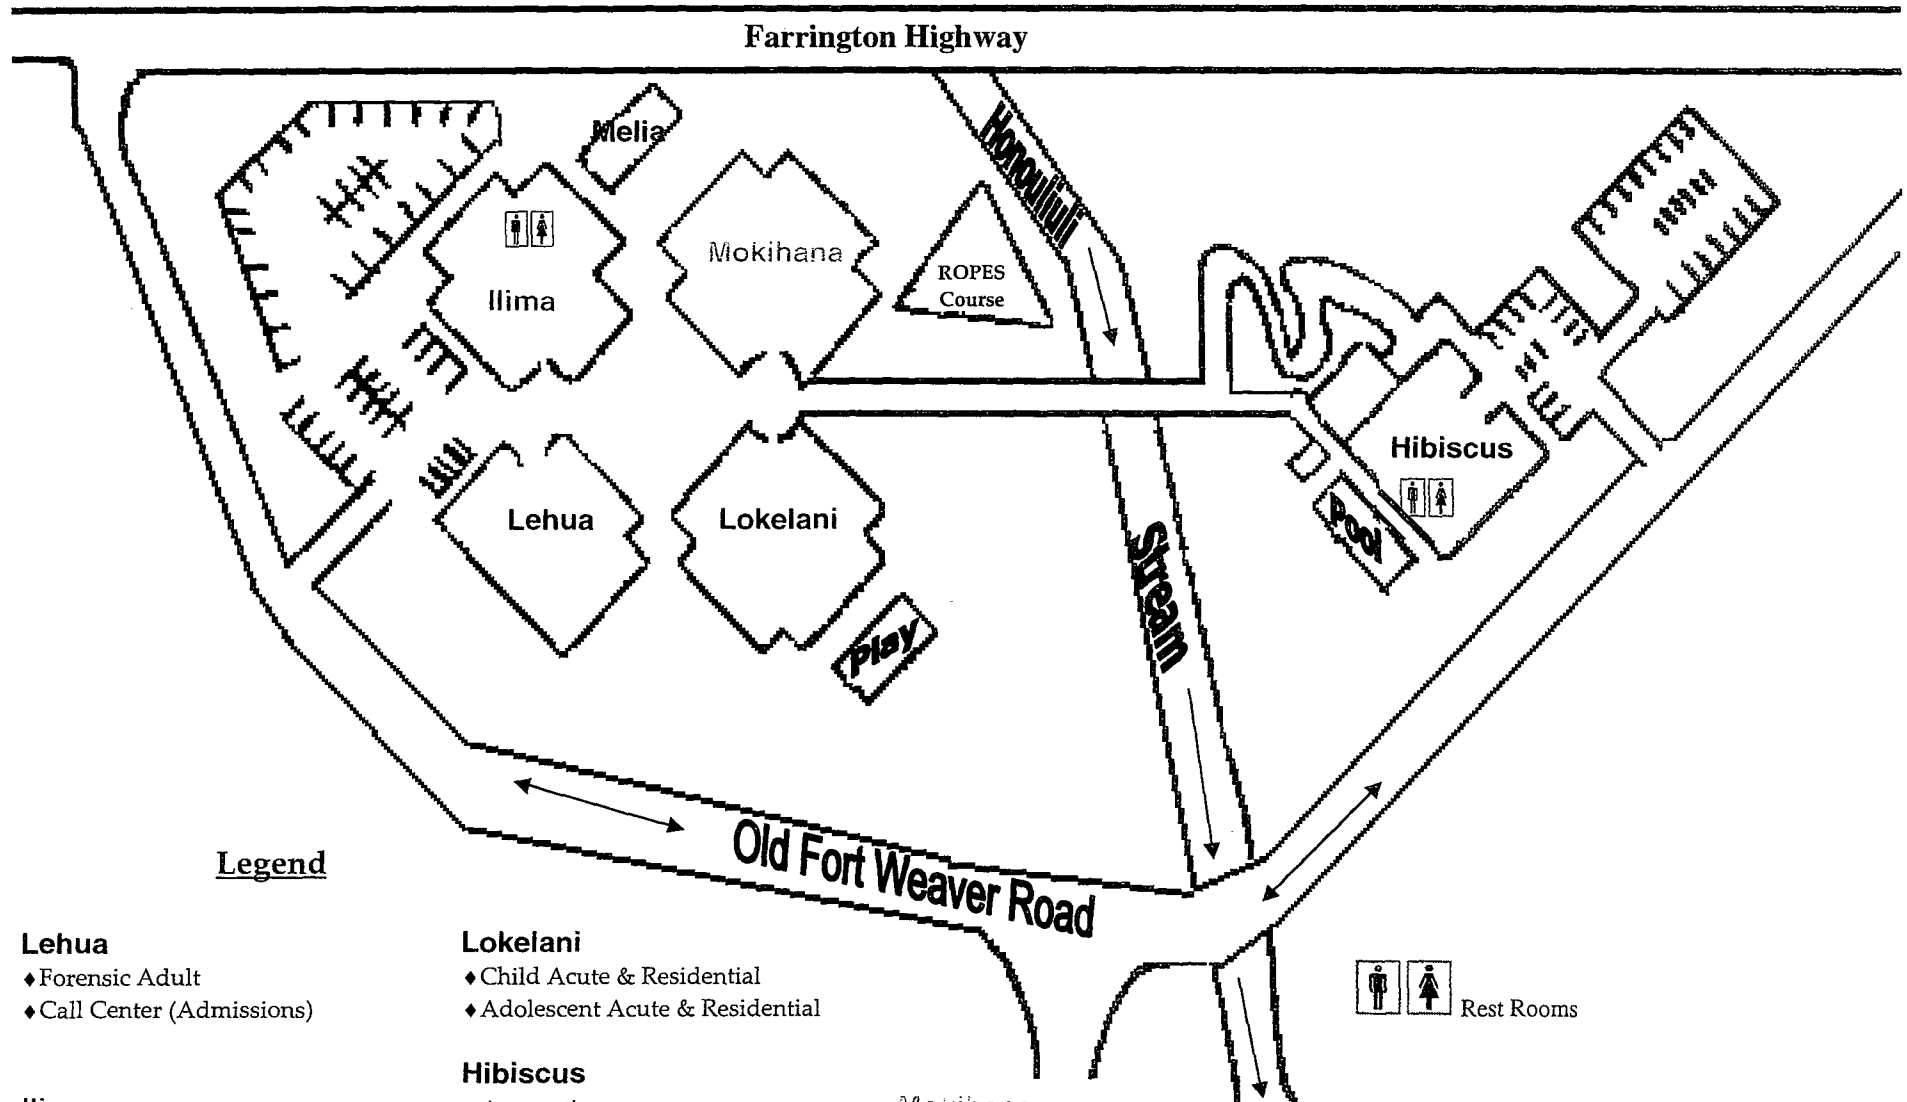 Farrington Highway
Melia
Honouliuli
Mokihana
ROPES
Course
Ilima
Hibiscus
Pool
Lehua
Lokelani
Stream
Play
Old Fort Weaver Road
Legend
Lehua
♦Forensic Adult
♦Call Center (Admissions)
Lokelani
♦Child Acute & Residential
♦Adolescent Acute & Residential
Rest Rooms
Hibiscus